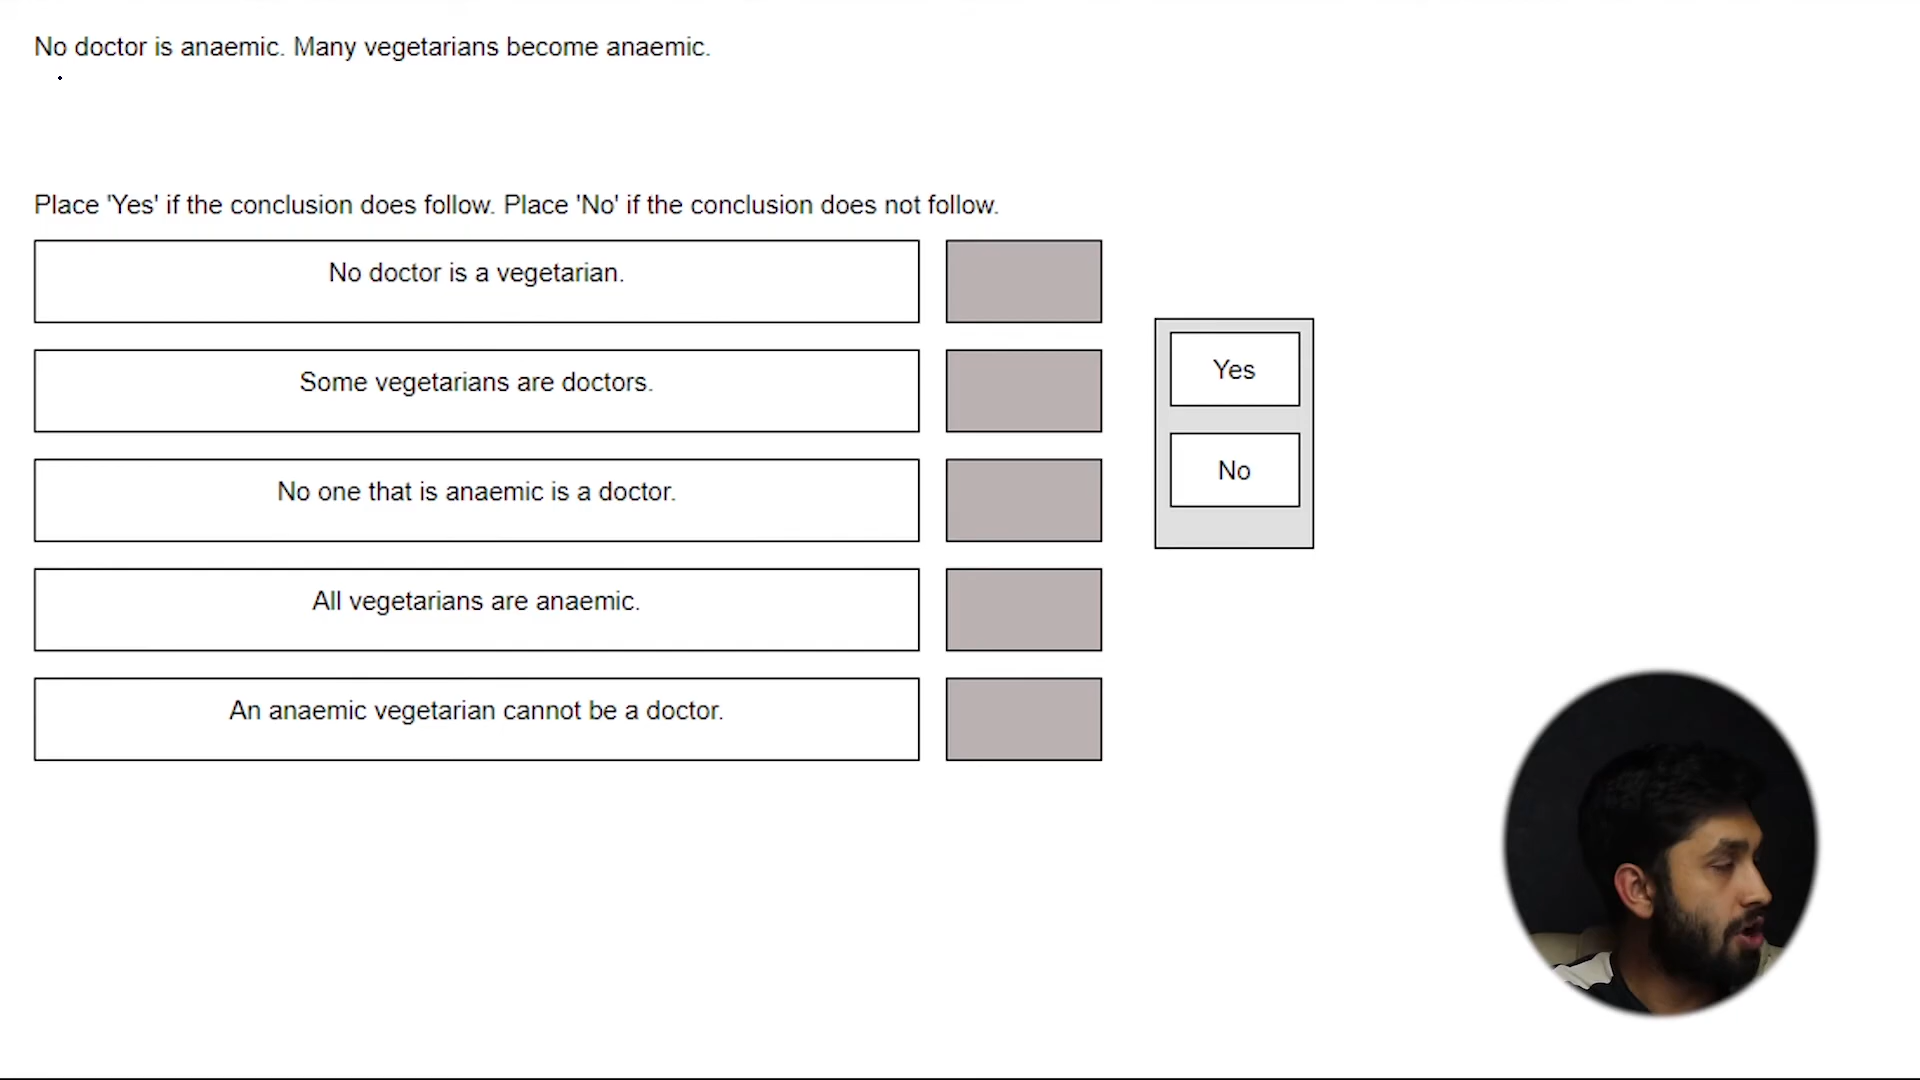 No doctor is anaemic. Many vegetarians become anaemic.
Place 'Yes' if the conclusion does follow. Place 'No' if the conclusion does not follow.
No doctor is a vegetarian.
Some vegetarians are doctors.
Yes
No
No one that is anaemic is a doctor.
All vegetarians are anaemic.
An anaemic vegetarian cannot be a doctor.